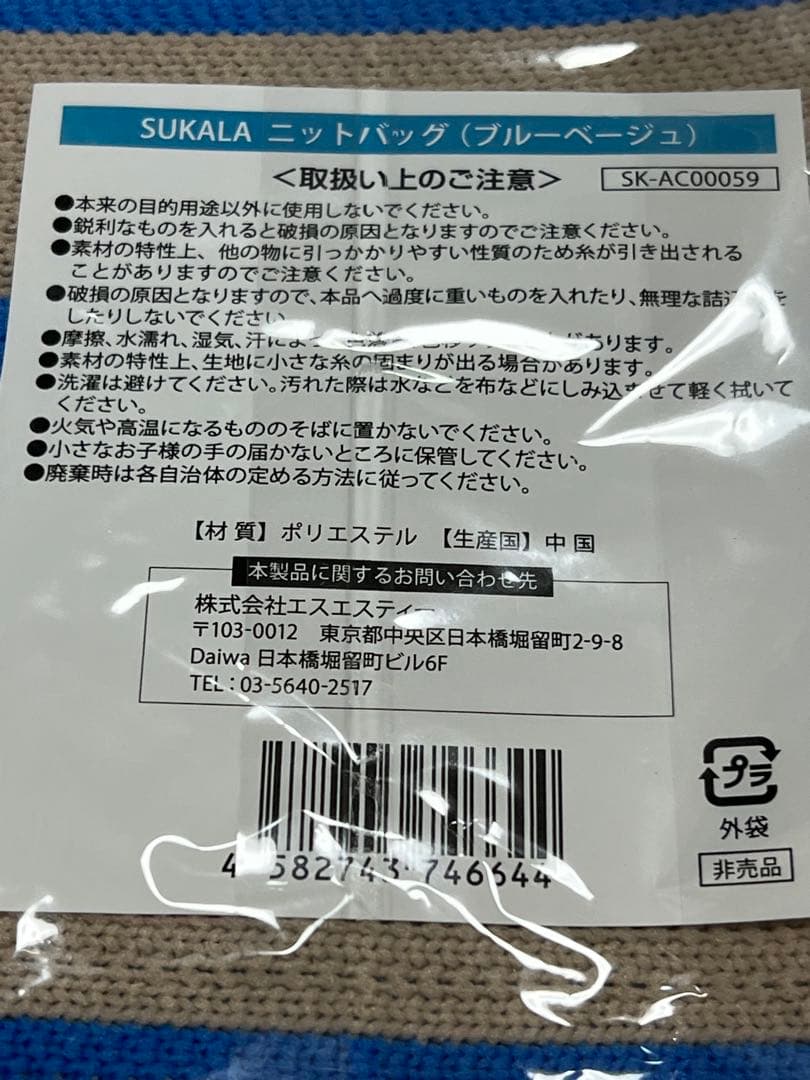 SUKALA ニットバッグ（ブルーベージュ）
＜取扱い上のご注意＞
SK-AC00059
●本来の目的用途以外に使用しないでください。
●鋭利なものを入れると破損の原因となりますのでご注意ください。
●素材の特性上、他の物に引っかかりやすい性質のため糸が引き出される
ことがありますのでご注意ください。
●破損の原因となりますので、本品へ過度に重いものを入れたり、無理な詰込みを
したりしないでください。
●摩擦、水濡れ、湿気、汗によって があります。
●素材の特性上、生地に小さな糸の固まりが出る場合があります。
●洗濯は避けてください。汚れた際は水などを布などにしみ込ませて軽く拭いて
ください。
●火気や高温になるもののそばに置かないでください。
●小さなお子様の手の届かないところに保管してください。
●廃棄時は各自治体の定める方法に従ってください。
【材 質】ポリエステル 【生産国】中 国
本製品に関するお問い合わせ先
株式会社エスエスティー
〒103-0012 東京都中央区日本橋堀留町2-9-8
Daiwa 日本橋堀留町ビル6F
TEL：03-5640-2517
4 582743 746644
プラ
外袋
非売品